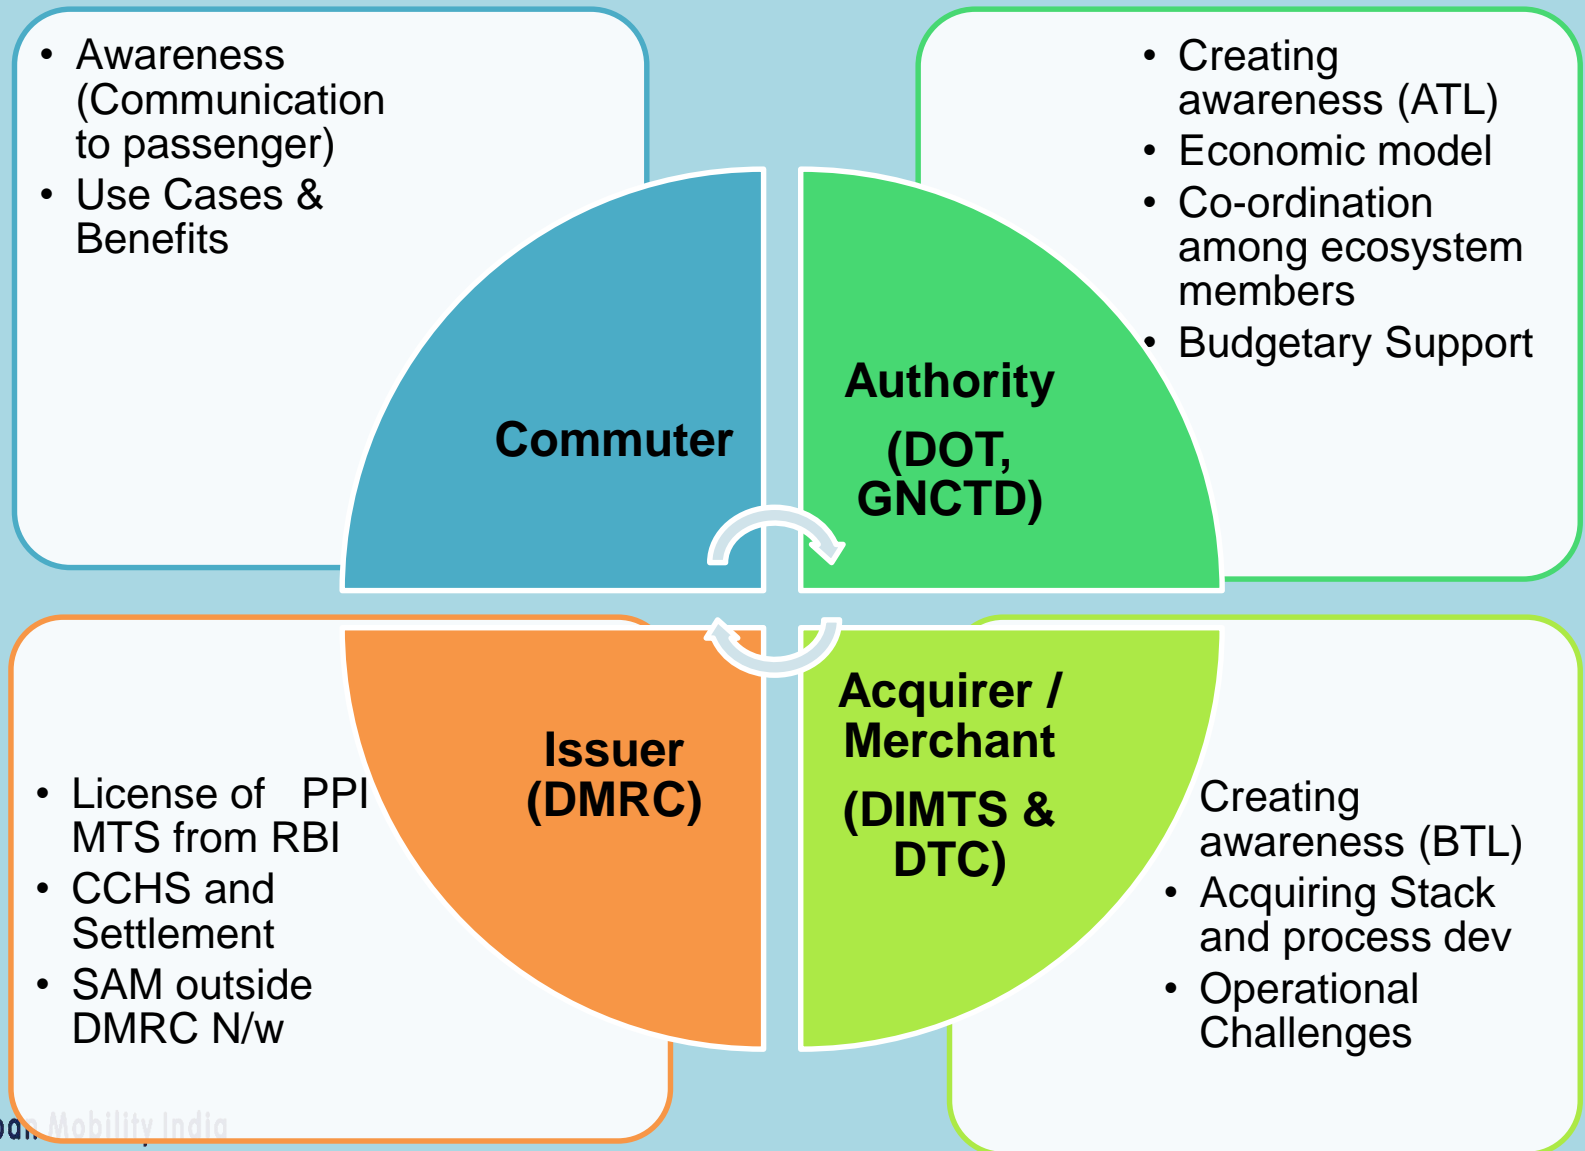 • Awareness
(Communication
to passenger)
• Use Cases &
Benefits
• Creating
awareness (ATL)
• Economic model
• Co-ordination
among ecosystem
members
• Budgetary Support
Commuter
Authority
(DOT,
GNCTD)
Issuer
(DMRC)
Acquirer /
Merchant
(DIMTS &
DTC)
• License of PPI
MTS from RBI
• CCHS and
Settlement
• SAM outside
DMRC N/w
Creating
awareness (BTL)
• Acquiring Stack
and process dev
• Operational
Challenges
Mobility India